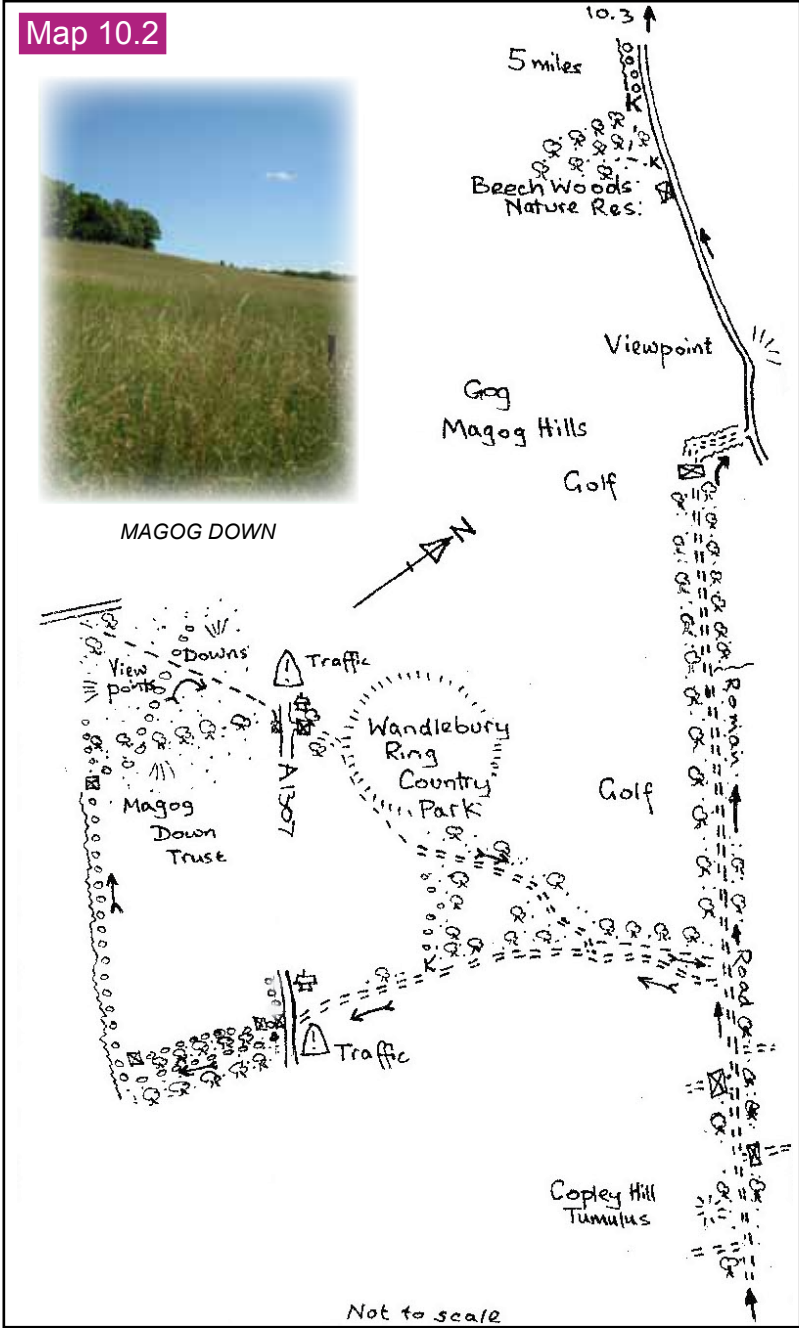 Map 10.2
10.3
5 miles
K
K
Beech Woods
Nature Res.
Viewpoint
Gog
Magog Hills
Golf
MAGOG DOWN
N
Downs
View
points
Traffic
Wandlebury
Ring
Country
Park
A1307
Roman
Road
Golf
Magog
Down
Trust
K
Traffic
Copley Hill
Tumulus
Not to scale